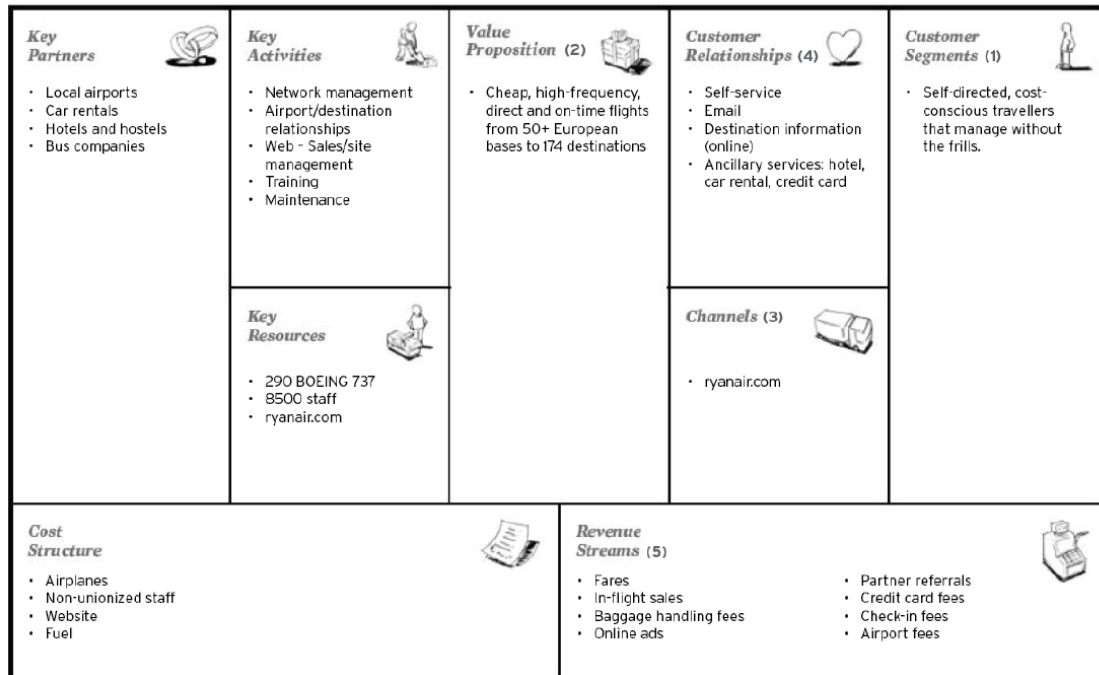 Key
Partners
· Local airports
· Car rentals
· Hotels and hostels
· Bus companies
Key
Activities
· Network management
· Airport/destination
relationships
· Web - Sales/site
management
· Training
· Maintenance
Key
Resources
· 290 BOEING 737
· 8500 staff
· ryanair.com
Value
Proposition (2)
· Cheap, high-frequency,
direct and on-time flights
from 50+ European
bases to 174 destinations
Customer
Relationships (4)
· Self-service
· Email
· Destination information
(online)
· Ancillary services: hotel,
car rental, credit card
Channels (3)
· ryanair.com
Customer
Segments (1)
· Self-directed, cost-
conscious travellers
that manage without
the frills.
Cost
Structure
· Airplanes
· Non-unionized staff
· Website
· Fuel
Revenue
Streams (5)
· Fares
· In-flight sales
· Baggage handling fees
· Online ads
· Partner referrals
· Credit card fees
· Check-in fees
· Airport fees